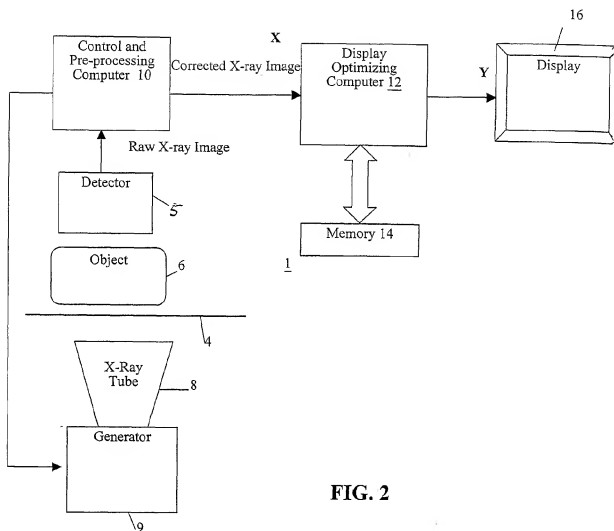 Control and
Pre-processing
Computer 10
X
Corrected X-ray Image
Display
Optimizing
Computer 12
Y
16
Display
Raw X-ray Image
Detector
5
Memory 14
Object
6
1
4
X-Ray
Tube
8
Generator
9
FIG. 2